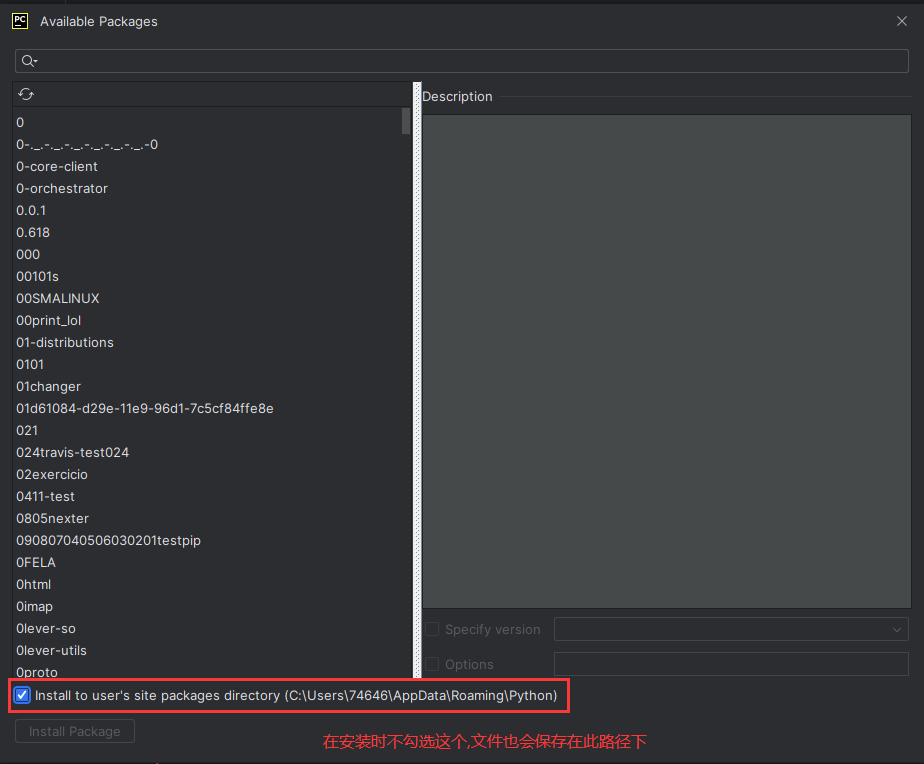 PC Available Packages
Description
0
0-._.-._.-._.-._.-._.-._.-0
0-core-client
0-orchestrator
0.0.1
0.618
000
00101s
00SMALINUX
00print_lol
01-distributions
0101
01changer
01d61084-d29e-11e9-96d1-7c5cf84ffe8e
021
024travis-test024
02exercicio
0411-test
0805nexter
090807040506030201testpip
0FELA
0html
0imap
0lever-so
0lever-utils
0proto
Specify version
Options
Install to user's site packages directory (C:\Users\74646\AppData\Roaming\Python)
Install Package
在安装时不勾选这个,文件也会保存在此路径下